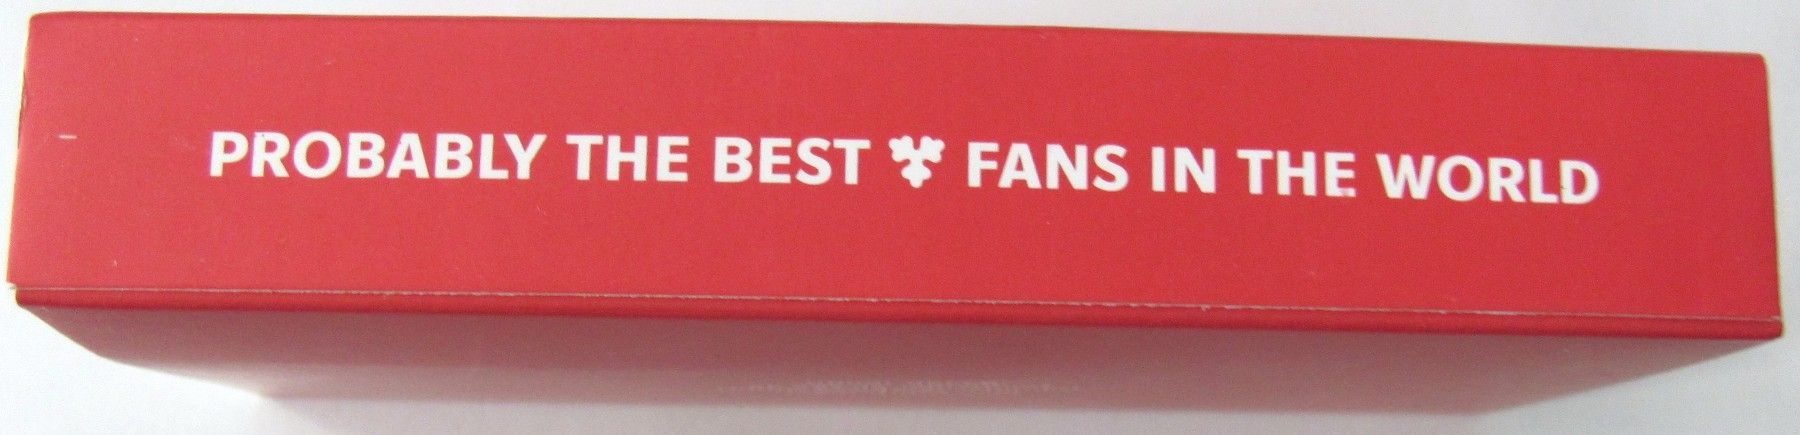 PROBABLY THE BEST FANS IN THE WORLD